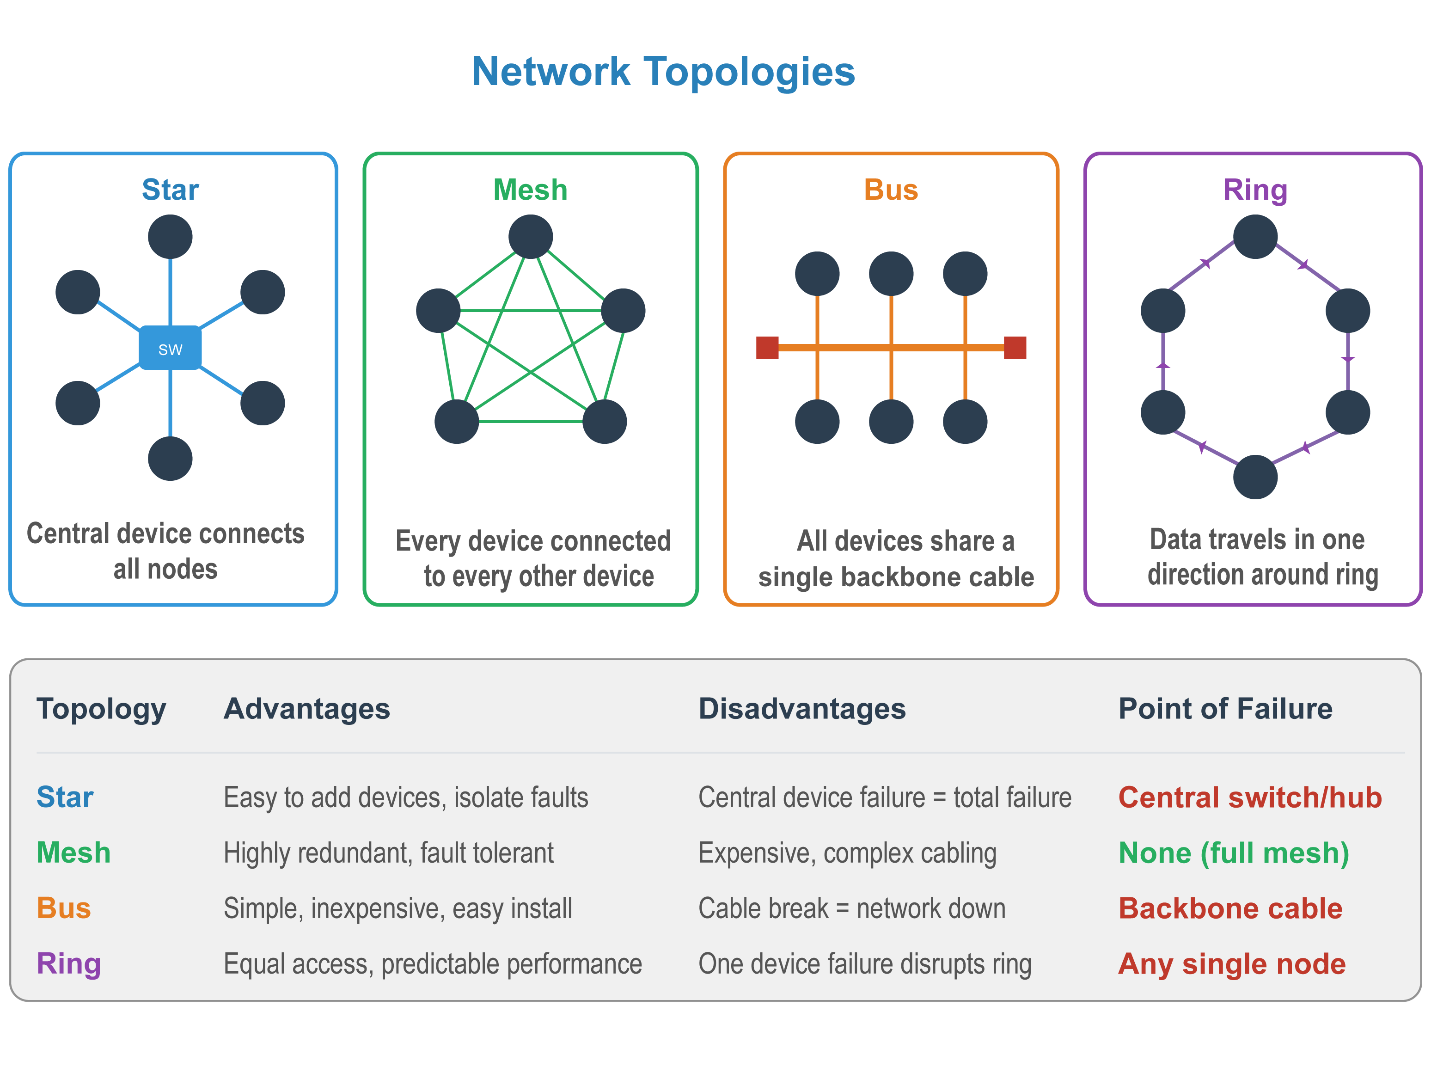 Network Topologies
Star
SW
Central device connects
all nodes
Mesh
Every device connected
to every other device
Bus
All devices share a
single backbone cable
Ring
Data travels in one
direction around ring
Topology Advantages Disadvantages Point of Failure
Star Easy to add devices, isolate faults Central device failure = total failure Central switch/hub
Mesh Highly redundant, fault tolerant Expensive, complex cabling None (full mesh)
Bus Simple, inexpensive, easy install Cable break = network down Backbone cable
Ring Equal access, predictable performance One device failure disrupts ring Any single node